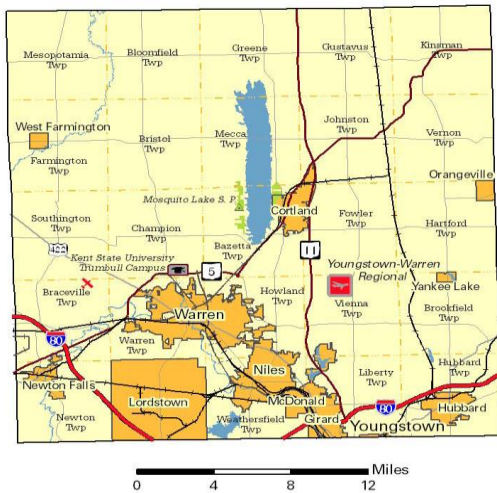 Mesopotamia
Twp
Bloomfield
Twp
Greene
Twp
Gustavus
Twp
Kinsman
Twp
West Farmington
Farmington
Twp
Bristol
Twp
Mecca
Twp
Johnston
Twp
Vernon
Twp
Orangeville
Mosquito Lake S. P.
Cortland
Southington
Twp
Champion
Twp
Bazetta
Twp
Fowler
Twp
Hartford
Twp
422
Kent State University
Trumbull Campus
5
11
Youngstown-Warren
Regional
Yankee Lake
Braceville
Twp
Howland
Twp
Vienna
Twp
Brookfield
Twp
Warren
80
Warren
Twp
Newton Falls
Niles
Liberty
Twp
Hubbard
Twp
Lordstown
McDonald
Girard
80
Hubbard
Newton
Twp
Weathersfield
Twp
Youngstown
Miles
0
4
8
12